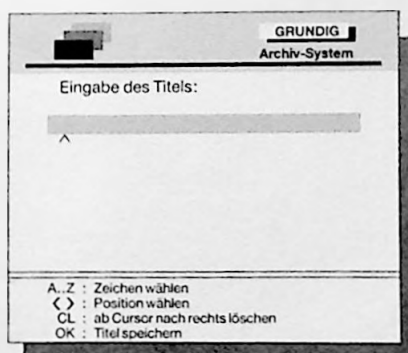 GRUNDIG
Archiv-System
Eingabe des Titels:
^
A..Z : Zeichen wählen
< > : Position wählen
CL : ab Cursor nach rechts löschen
OK : Titel speichern